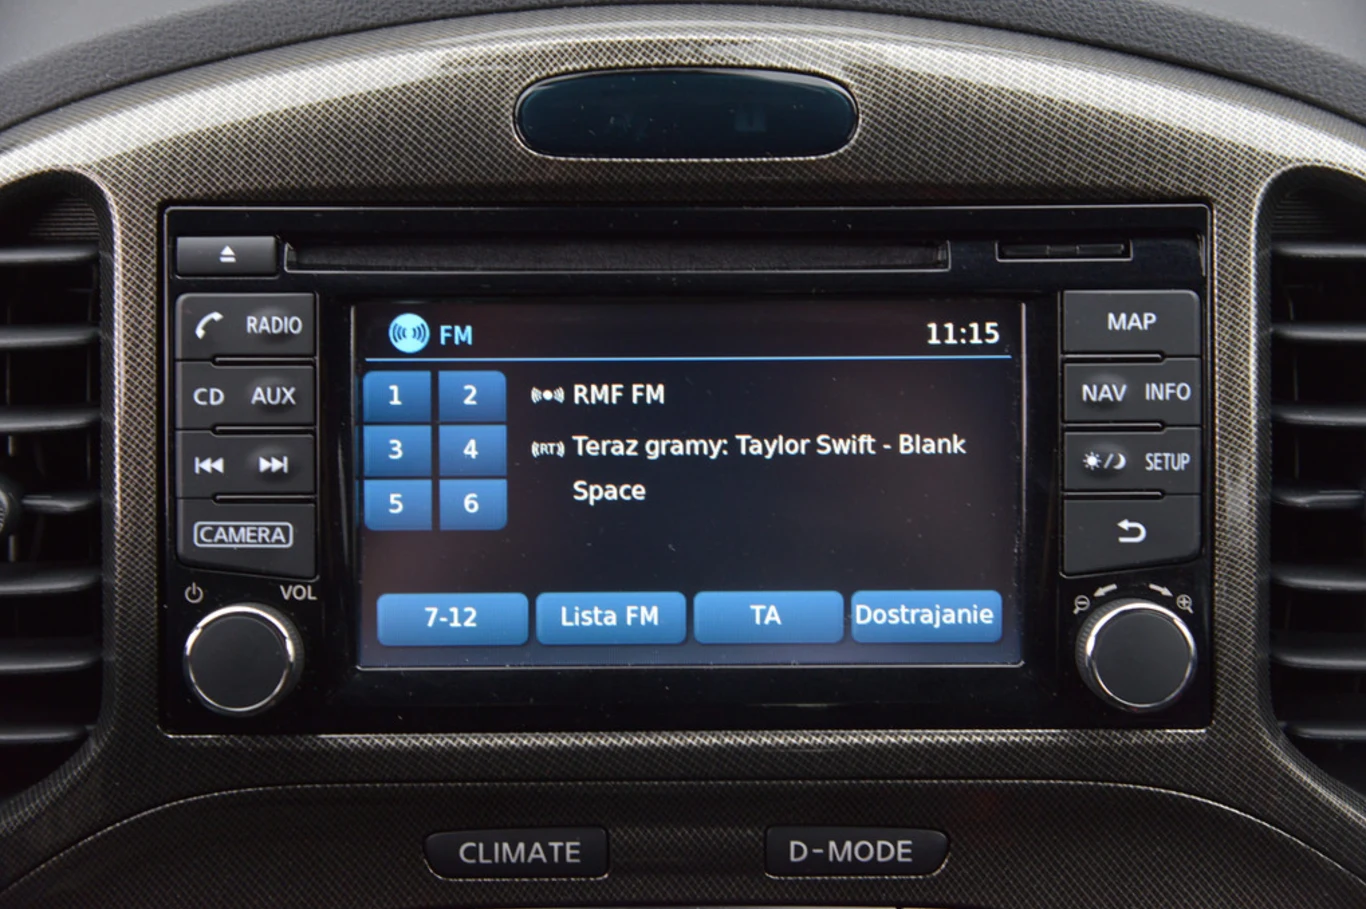 RADIO
CD AUX
CAMERA
VOL
FM 11:15
1 2
3 4
5 6
RMF FM
RT Teraz gramy: Taylor Swift - Blank
Space
7-12 Lista FM TA Dostrajanie
MAP
NAV INFO
SETUP
CLIMATE D-MODE